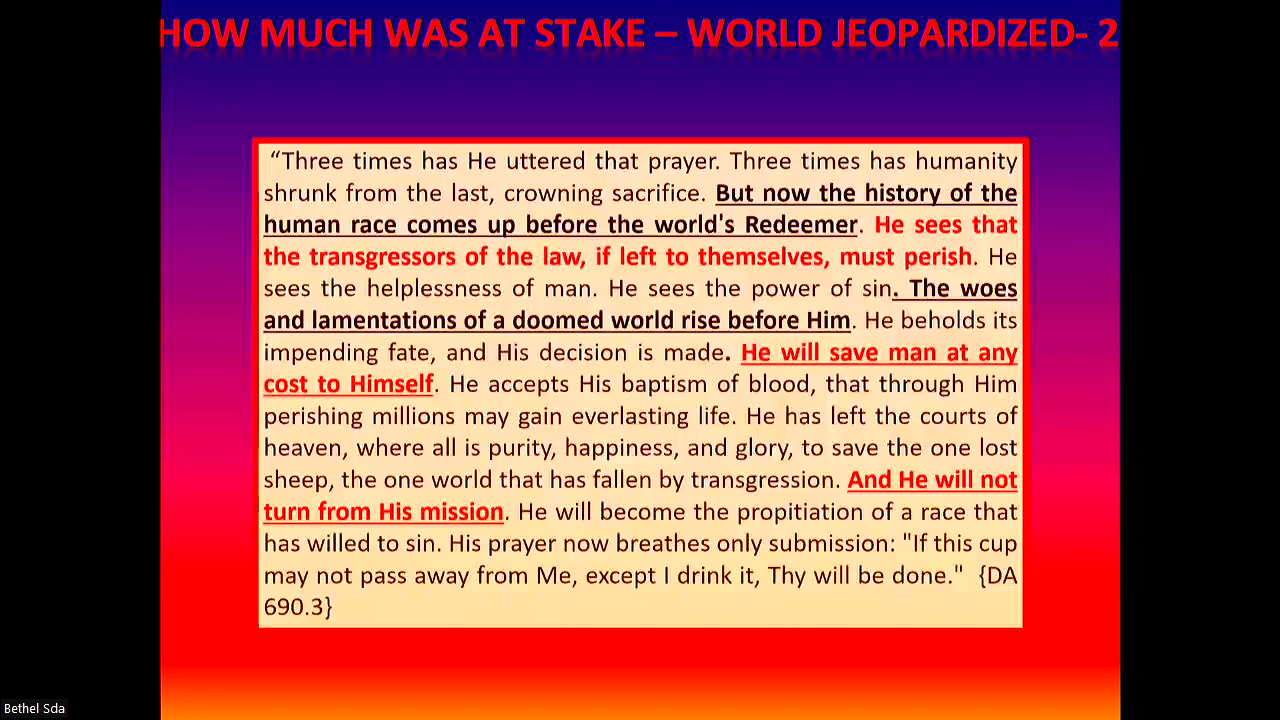 HOW MUCH WAS AT STAKE – WORLD JEOPARDIZED- 2
“Three times has He uttered that prayer. Three times has humanity
shrunk from the last, crowning sacrifice. But now the history of the
human race comes up before the world's Redeemer. He sees that
the transgressors of the law, if left to themselves, must perish. He
sees the helplessness of man. He sees the power of sin. The woes
and lamentations of a doomed world rise before Him. He beholds its
impending fate, and His decision is made. He will save man at any
cost to Himself. He accepts His baptism of blood, that through Him
perishing millions may gain everlasting life. He has left the courts of
heaven, where all is purity, happiness, and glory, to save the one lost
sheep, the one world that has fallen by transgression. And He will not
turn from His mission. He will become the propitiation of a race that
has willed to sin. His prayer now breathes only submission: "If this cup
may not pass away from Me, except I drink it, Thy will be done." {DA
690.3}
Bethel Sda